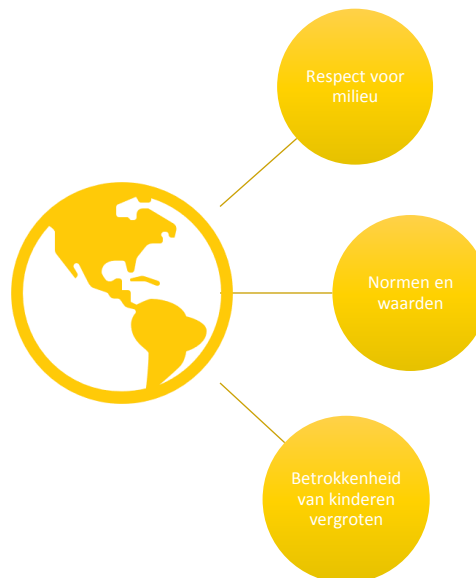 Respect voor
milieu
Normen en
waarden
Betrokkenheid
van kinderen
vergroten